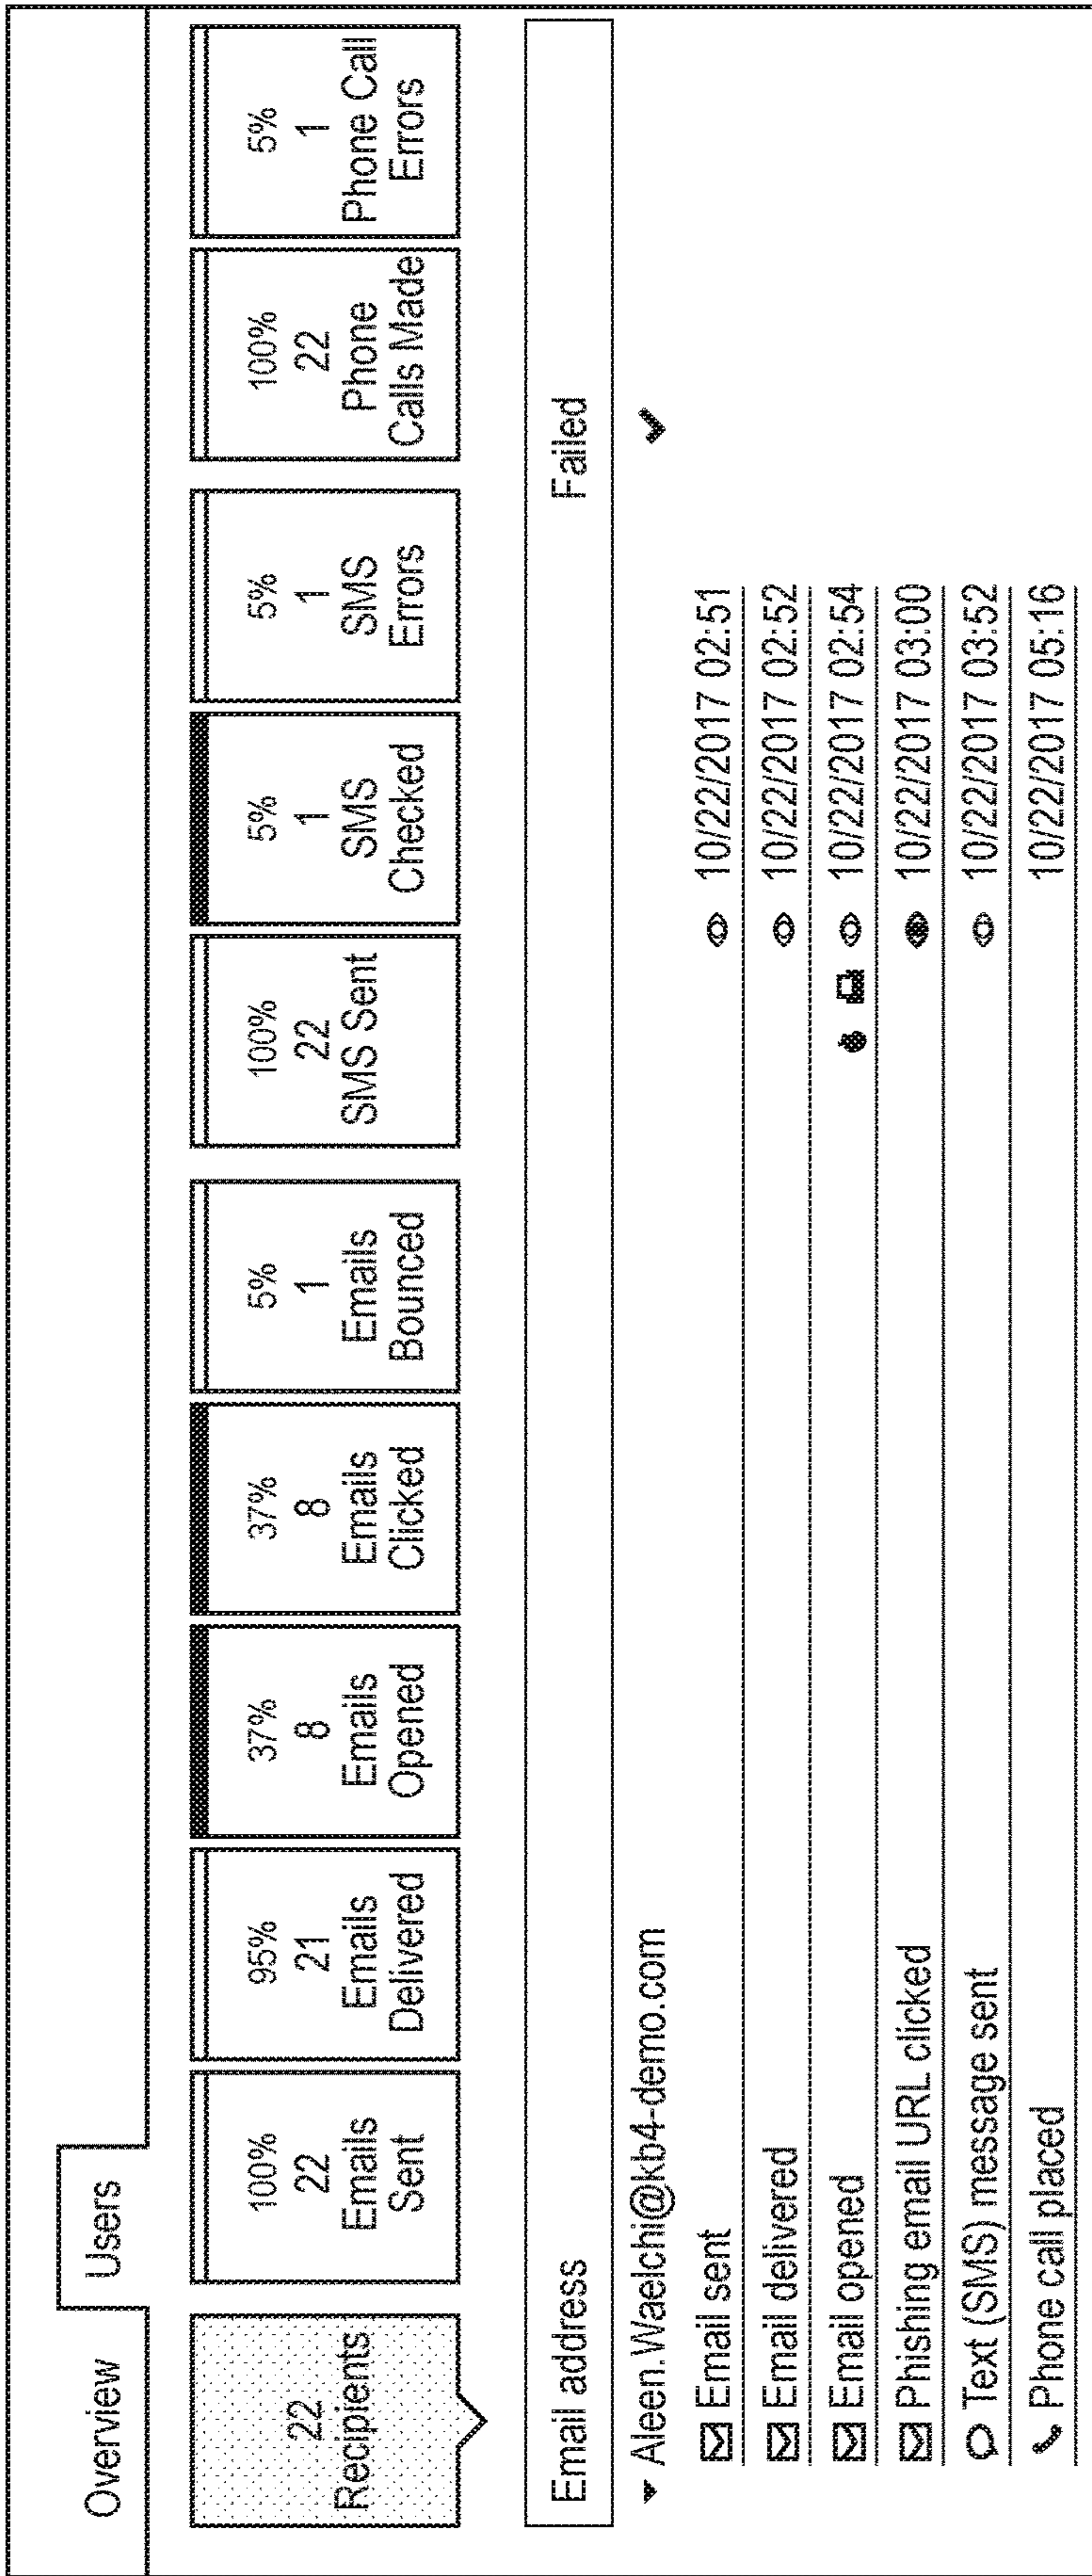 Overview
Users
22
Recipients
100%
22
Emails
Sent
95%
21
Emails
Delivered
37%
8
Emails
Opened
37%
8
Emails
Clicked
5%
1
Emails
Bounced
100%
22
SMS Sent
5%
1
SMS
Checked
5%
1
SMS
Errors
100%
22
Phone
Calls Made
5%
1
Phone Call
Errors
Email address Failed
Aleen.Waelchi@kb4-demo.com
Email sent 10/22/2017 02:51
Email delivered 10/22/2017 02:52
Email opened 10/22/2017 02:54
Phishing email URL clicked 10/22/2017 03:00
Text (SMS) message sent 10/22/2017 03:52
Phone call placed 10/22/2017 05:16